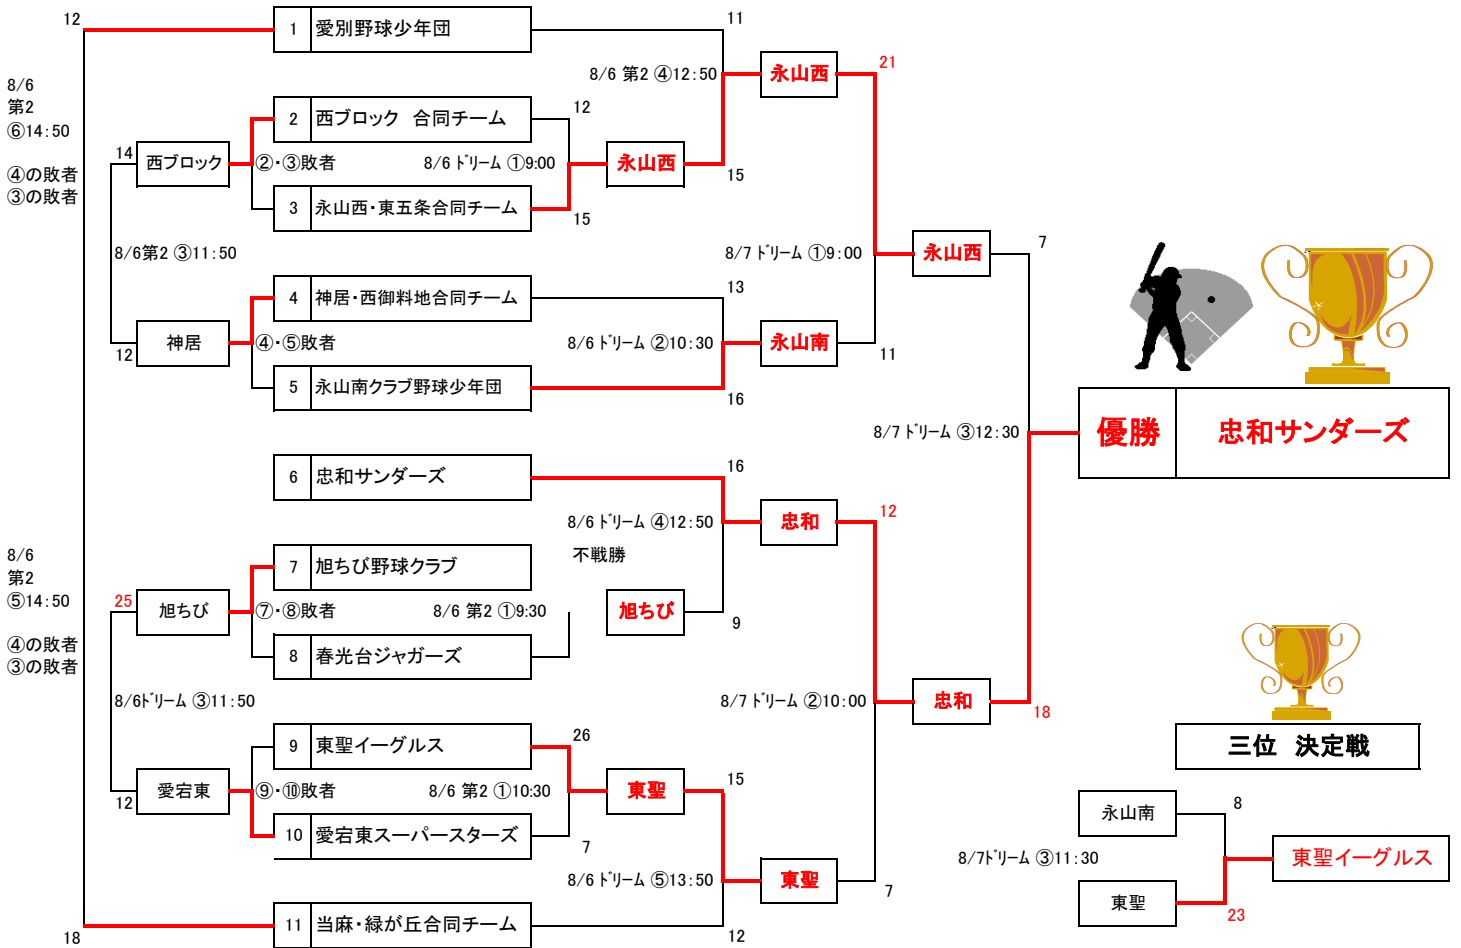 12
1 愛別野球少年団
11
8/6 第2 ④12:50
永山西
21
8/6
第2
⑥14:50
④の敗者
③の敗者
2 西ブロック 合同チーム
12
14
西ブロック
②・③敗者
8/6 ドリーム ①9:00
永山西
15
3 永山西・東五条合同チーム
15
8/6第2 ③11:50
8/7 ドリーム ①9:00
永山西
7
4 神居・西御料地合同チーム
13
12
神居
④・⑤敗者
8/6 ドリーム ②10:30
永山南
11
5 永山南クラブ野球少年団
16
8/7 ドリーム ③12:30
優勝 忠和サンダーズ
6 忠和サンダーズ
16
8/6 ドリーム ④12:50
忠和
12
不戦勝
8/6
第2
⑤14:50
④の敗者
③の敗者
7 旭ちび野球クラブ
25
旭ちび
⑦・⑧敗者
8/6 第2 ①9:30
旭ちび
9
8 春光台ジャガーズ
8/6ドリーム ③11:50
8/7 ドリーム ②10:00
忠和
18
9 東聖イーグルス
26
三位 決定戦
12
愛宕東
⑨・⑩敗者
8/6 第2 ①10:30
東聖
15
10 愛宕東スーパースターズ
7
永山南
8
8/7ドリーム ③11:30
東聖イーグルス
8/6 ドリーム ⑤13:50
東聖
7
東聖
23
18
11 当麻・緑が丘合同チーム
12